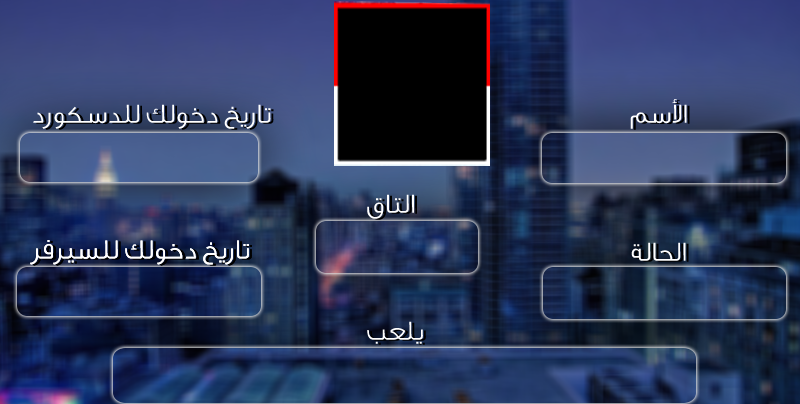 الأسم
تاريخ دخولك للدسكورد
التاق
الحالة
تاريخ دخولك للسيرفر
يلعب